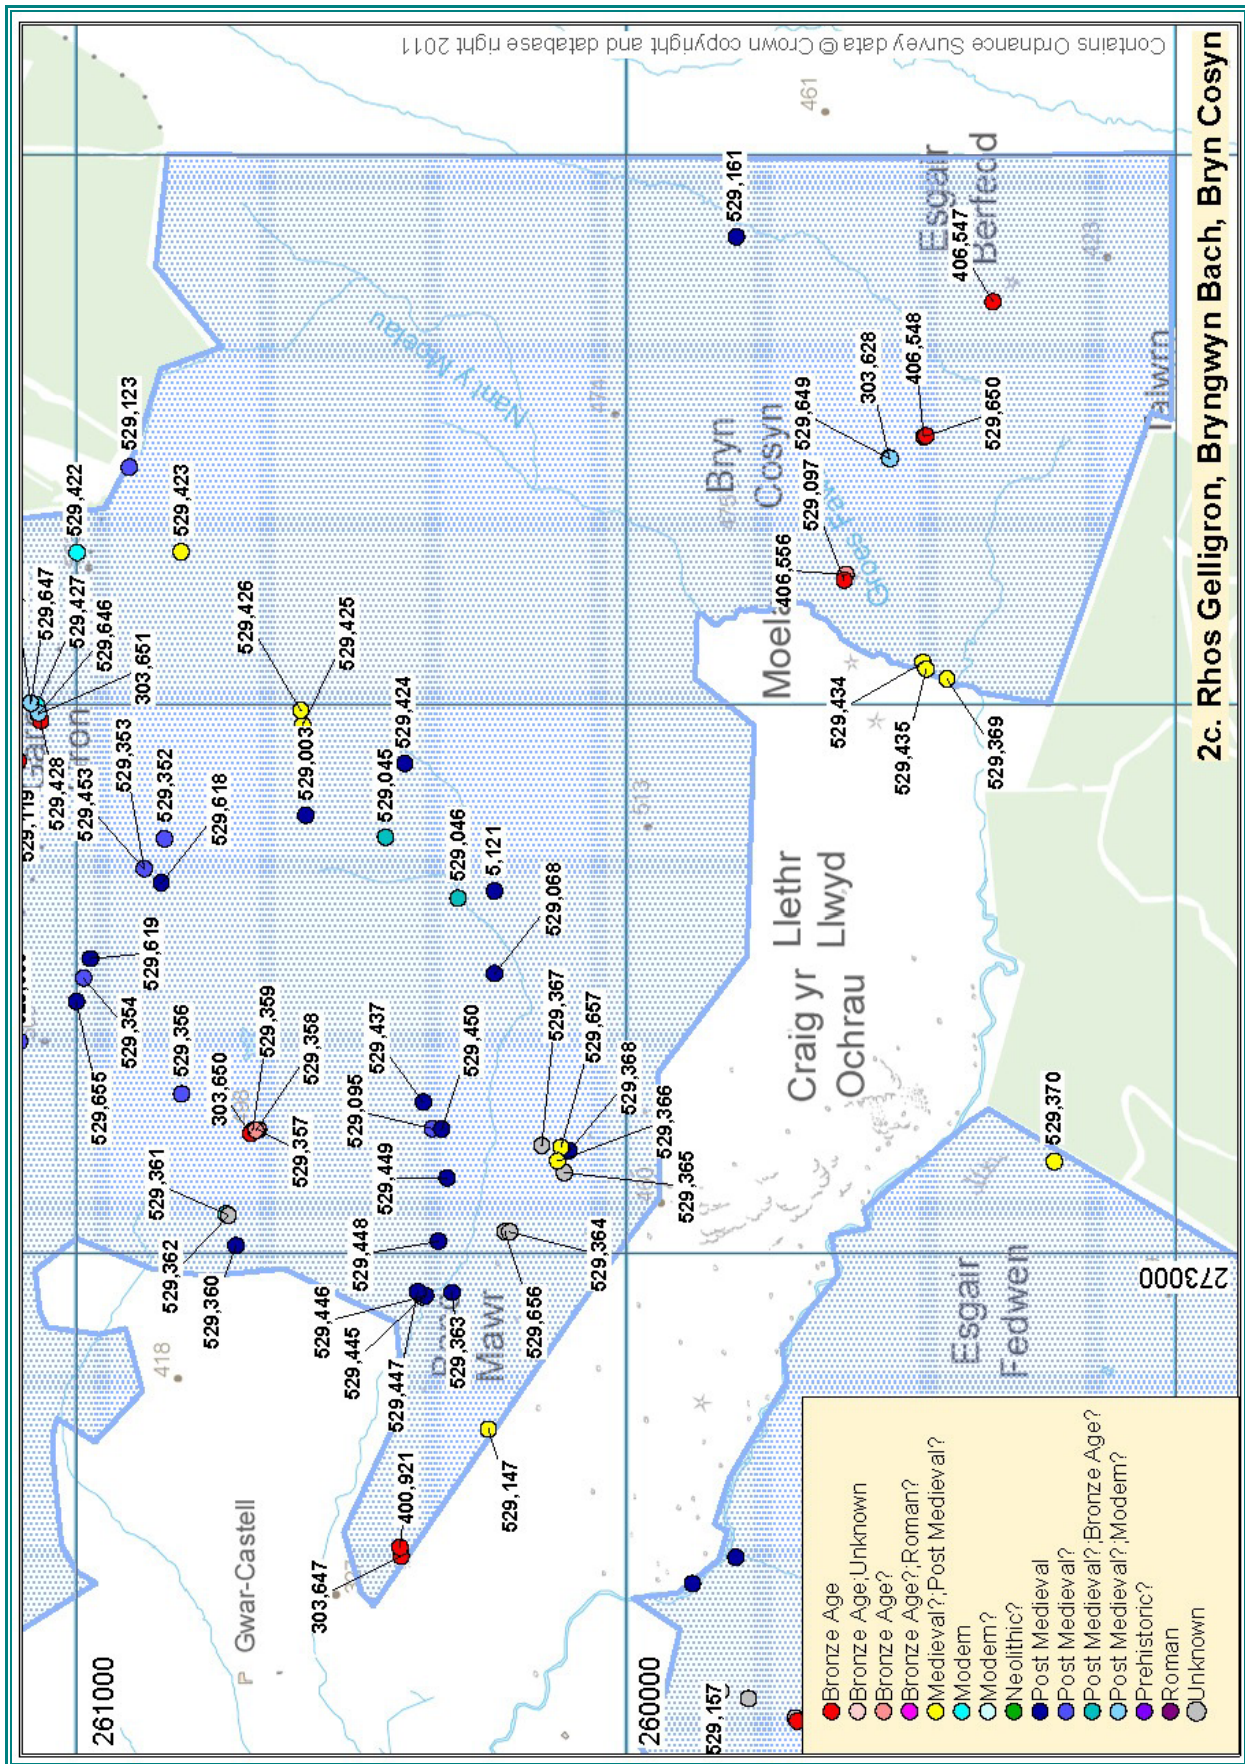 2c. Rhos Gelligron, Bryngwyn Bach, Bryn Cosyn
Contains Ordnance Survey data © Crown copyright and database right 2011
261000
260000
273000
Gwar-Castell
418
Mawr
Craig yr
Ochrau
Llethr
Llwyd
Esgair
Fedwen
Bryn
Cosyn
Nant y Moelau
Esgair
Berfedd
461
474
513
423
Talwrn
529,647
529,427
529,646
303,651
529,428
529,453
529,353
529,352
529,618
529,422
529,123
529,423
529,426
529,425
529,003
529,424
529,045
529,046
5,121
529,068
529,619
529,354
529,655
529,356
303,650
529,359
529,358
529,357
529,361
529,362
529,360
529,437
529,095
529,450
529,449
529,448
529,446
529,445
529,447
529,363
529,367
529,657
529,368
529,366
529,365
529,364
529,656
529,147
400,921
303,647
529,157
529,370
529,161
406,547
406,548
303,628
529,649
529,650
529,097
406,556
529,434
529,435
529,369
Bronze Age
Bronze Age;Unknown
Bronze Age?
Bronze Age?;Roman?
Medieval?;Post Medieval?
Modern
Modern?
Neolithic?
Post Medieval
Post Medieval?
Post Medieval?;Bronze Age?
Post Medieval?;Modern?
Prehistoric?
Roman
Unknown